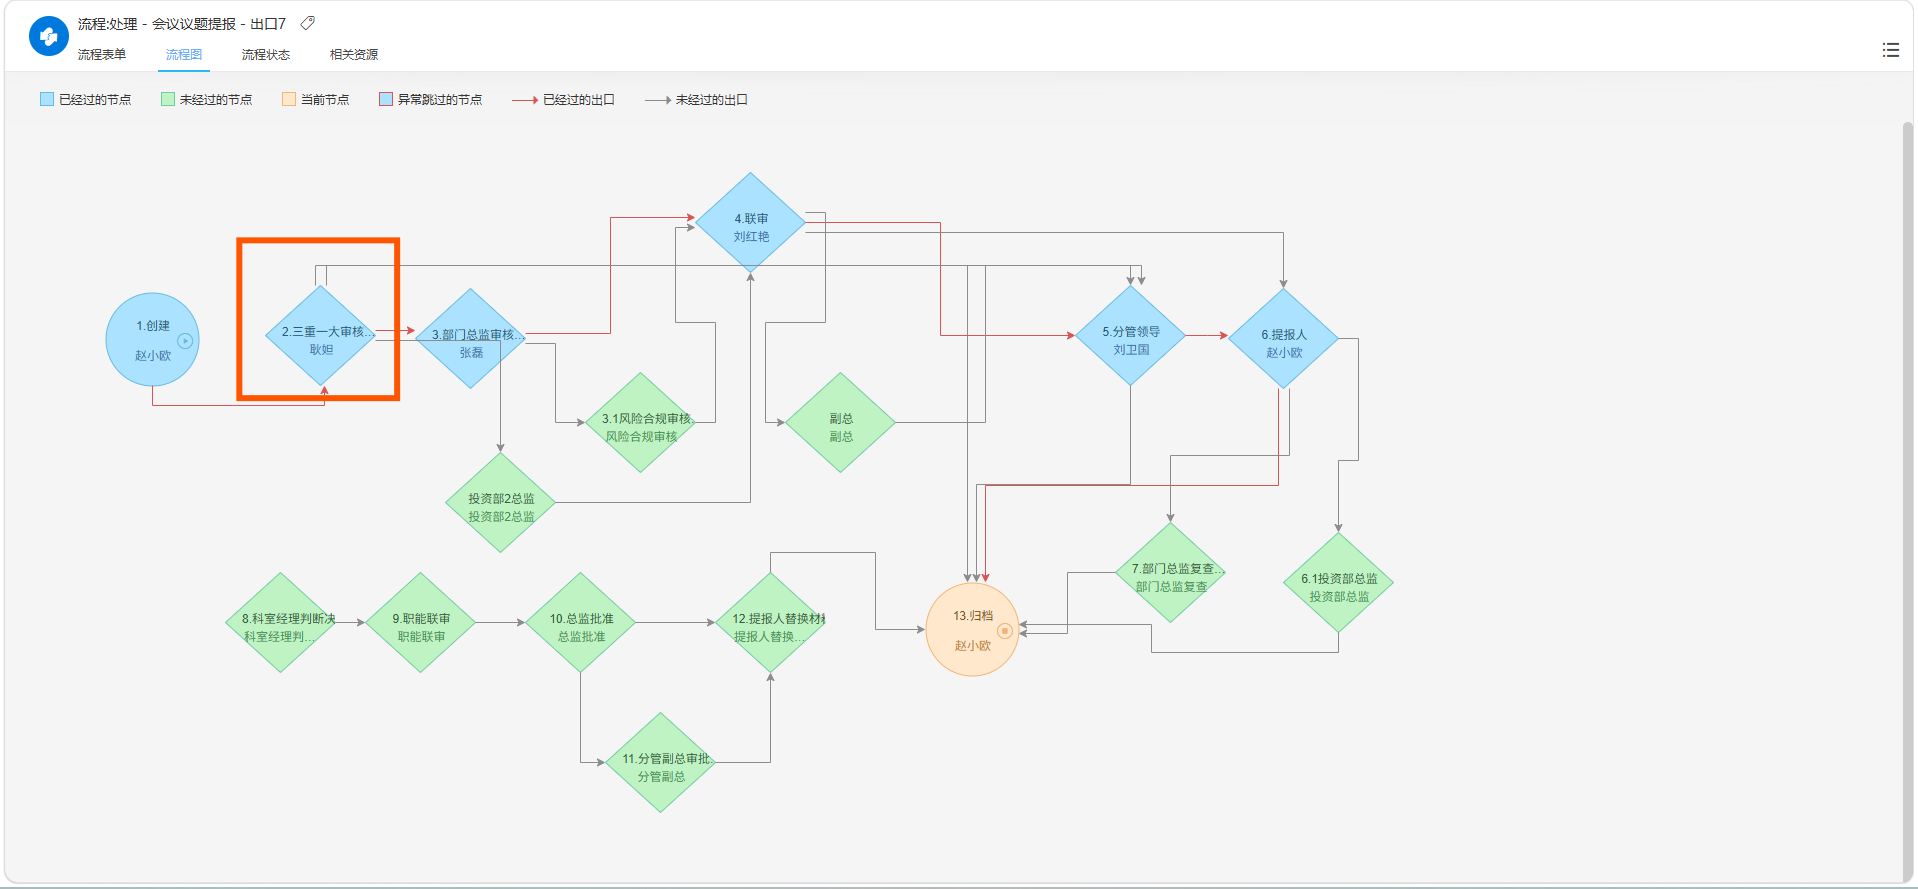 流程:处理 - 会议议题提报 - 出口7
流程表单
流程图
流程状态
相关资源
已经过的节点
未经过的节点
当前节点
异常跳过的节点
已经过的出口
未经过的出口
4.联审
刘红艳
1.创建
赵小欧
2.三重一大审核...
耿妲
3.部门总监审核...
张磊
5.分管领导
刘卫国
6.提报人
赵小欧
3.1风险合规审核
风险合规审核
副总
副总
投资部2总监
投资部2总监
7.部门总监复查...
部门总监复查
6.1投资部总监
投资部总监
8.科室经理判断决
科室经理判...
9.职能联审
职能联审
10.总监批准
总监批准
12.提报人替换材
提报人替换...
13.归档
赵小欧
11.分管副总审批
分管副总